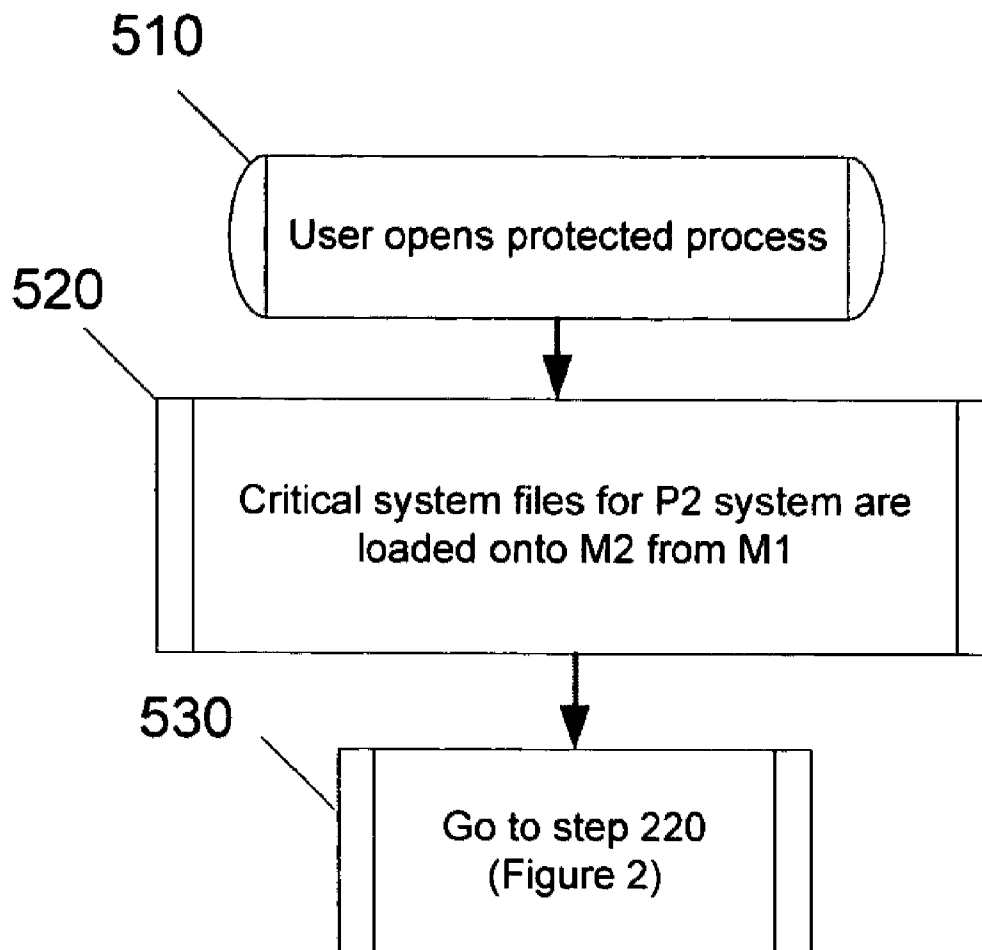 510
User opens protected process
520
Critical system files for P2 system are
loaded onto M2 from M1
530
Go to step 220
(Figure 2)